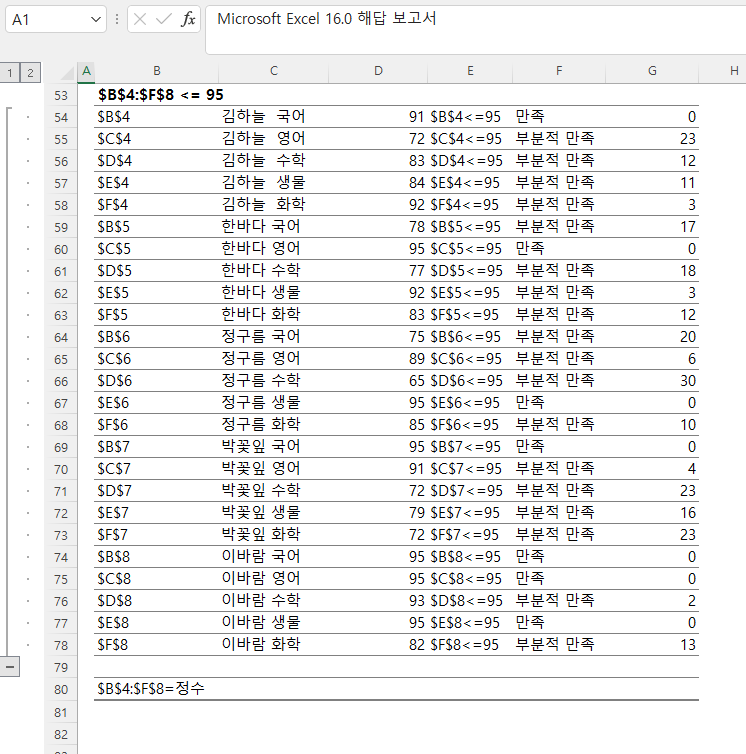 A1 fx Microsoft Excel 16.0 해답 보고서
1 2 A B C D E F G H
53 $B$4:$F$8 <= 95
54 $B$4 김하늘 국어 91 $B$4<=95 만족 0
55 $C$4 김하늘 영어 72 $C$4<=95 부분적 만족 23
56 $D$4 김하늘 수학 83 $D$4<=95 부분적 만족 12
57 $E$4 김하늘 생물 84 $E$4<=95 부분적 만족 11
58 $F$4 김하늘 화학 92 $F$4<=95 부분적 만족 3
59 $B$5 한바다 국어 78 $B$5<=95 부분적 만족 17
60 $C$5 한바다 영어 95 $C$5<=95 만족 0
61 $D$5 한바다 수학 77 $D$5<=95 부분적 만족 18
62 $E$5 한바다 생물 92 $E$5<=95 부분적 만족 3
63 $F$5 한바다 화학 83 $F$5<=95 부분적 만족 12
64 $B$6 정구름 국어 75 $B$6<=95 부분적 만족 20
65 $C$6 정구름 영어 89 $C$6<=95 부분적 만족 6
66 $D$6 정구름 수학 65 $D$6<=95 부분적 만족 30
67 $E$6 정구름 생물 95 $E$6<=95 만족 0
68 $F$6 정구름 화학 85 $F$6<=95 부분적 만족 10
69 $B$7 박꽃잎 국어 95 $B$7<=95 만족 0
70 $C$7 박꽃잎 영어 91 $C$7<=95 부분적 만족 4
71 $D$7 박꽃잎 수학 72 $D$7<=95 부분적 만족 23
72 $E$7 박꽃잎 생물 79 $E$7<=95 부분적 만족 16
73 $F$7 박꽃잎 화학 72 $F$7<=95 부분적 만족 23
74 $B$8 이바람 국어 95 $B$8<=95 만족 0
75 $C$8 이바람 영어 95 $C$8<=95 만족 0
76 $D$8 이바람 수학 93 $D$8<=95 부분적 만족 2
77 $E$8 이바람 생물 95 $E$8<=95 만족 0
78 $F$8 이바람 화학 82 $F$8<=95 부분적 만족 13
79
80 $B$4:$F$8=정수
81
82